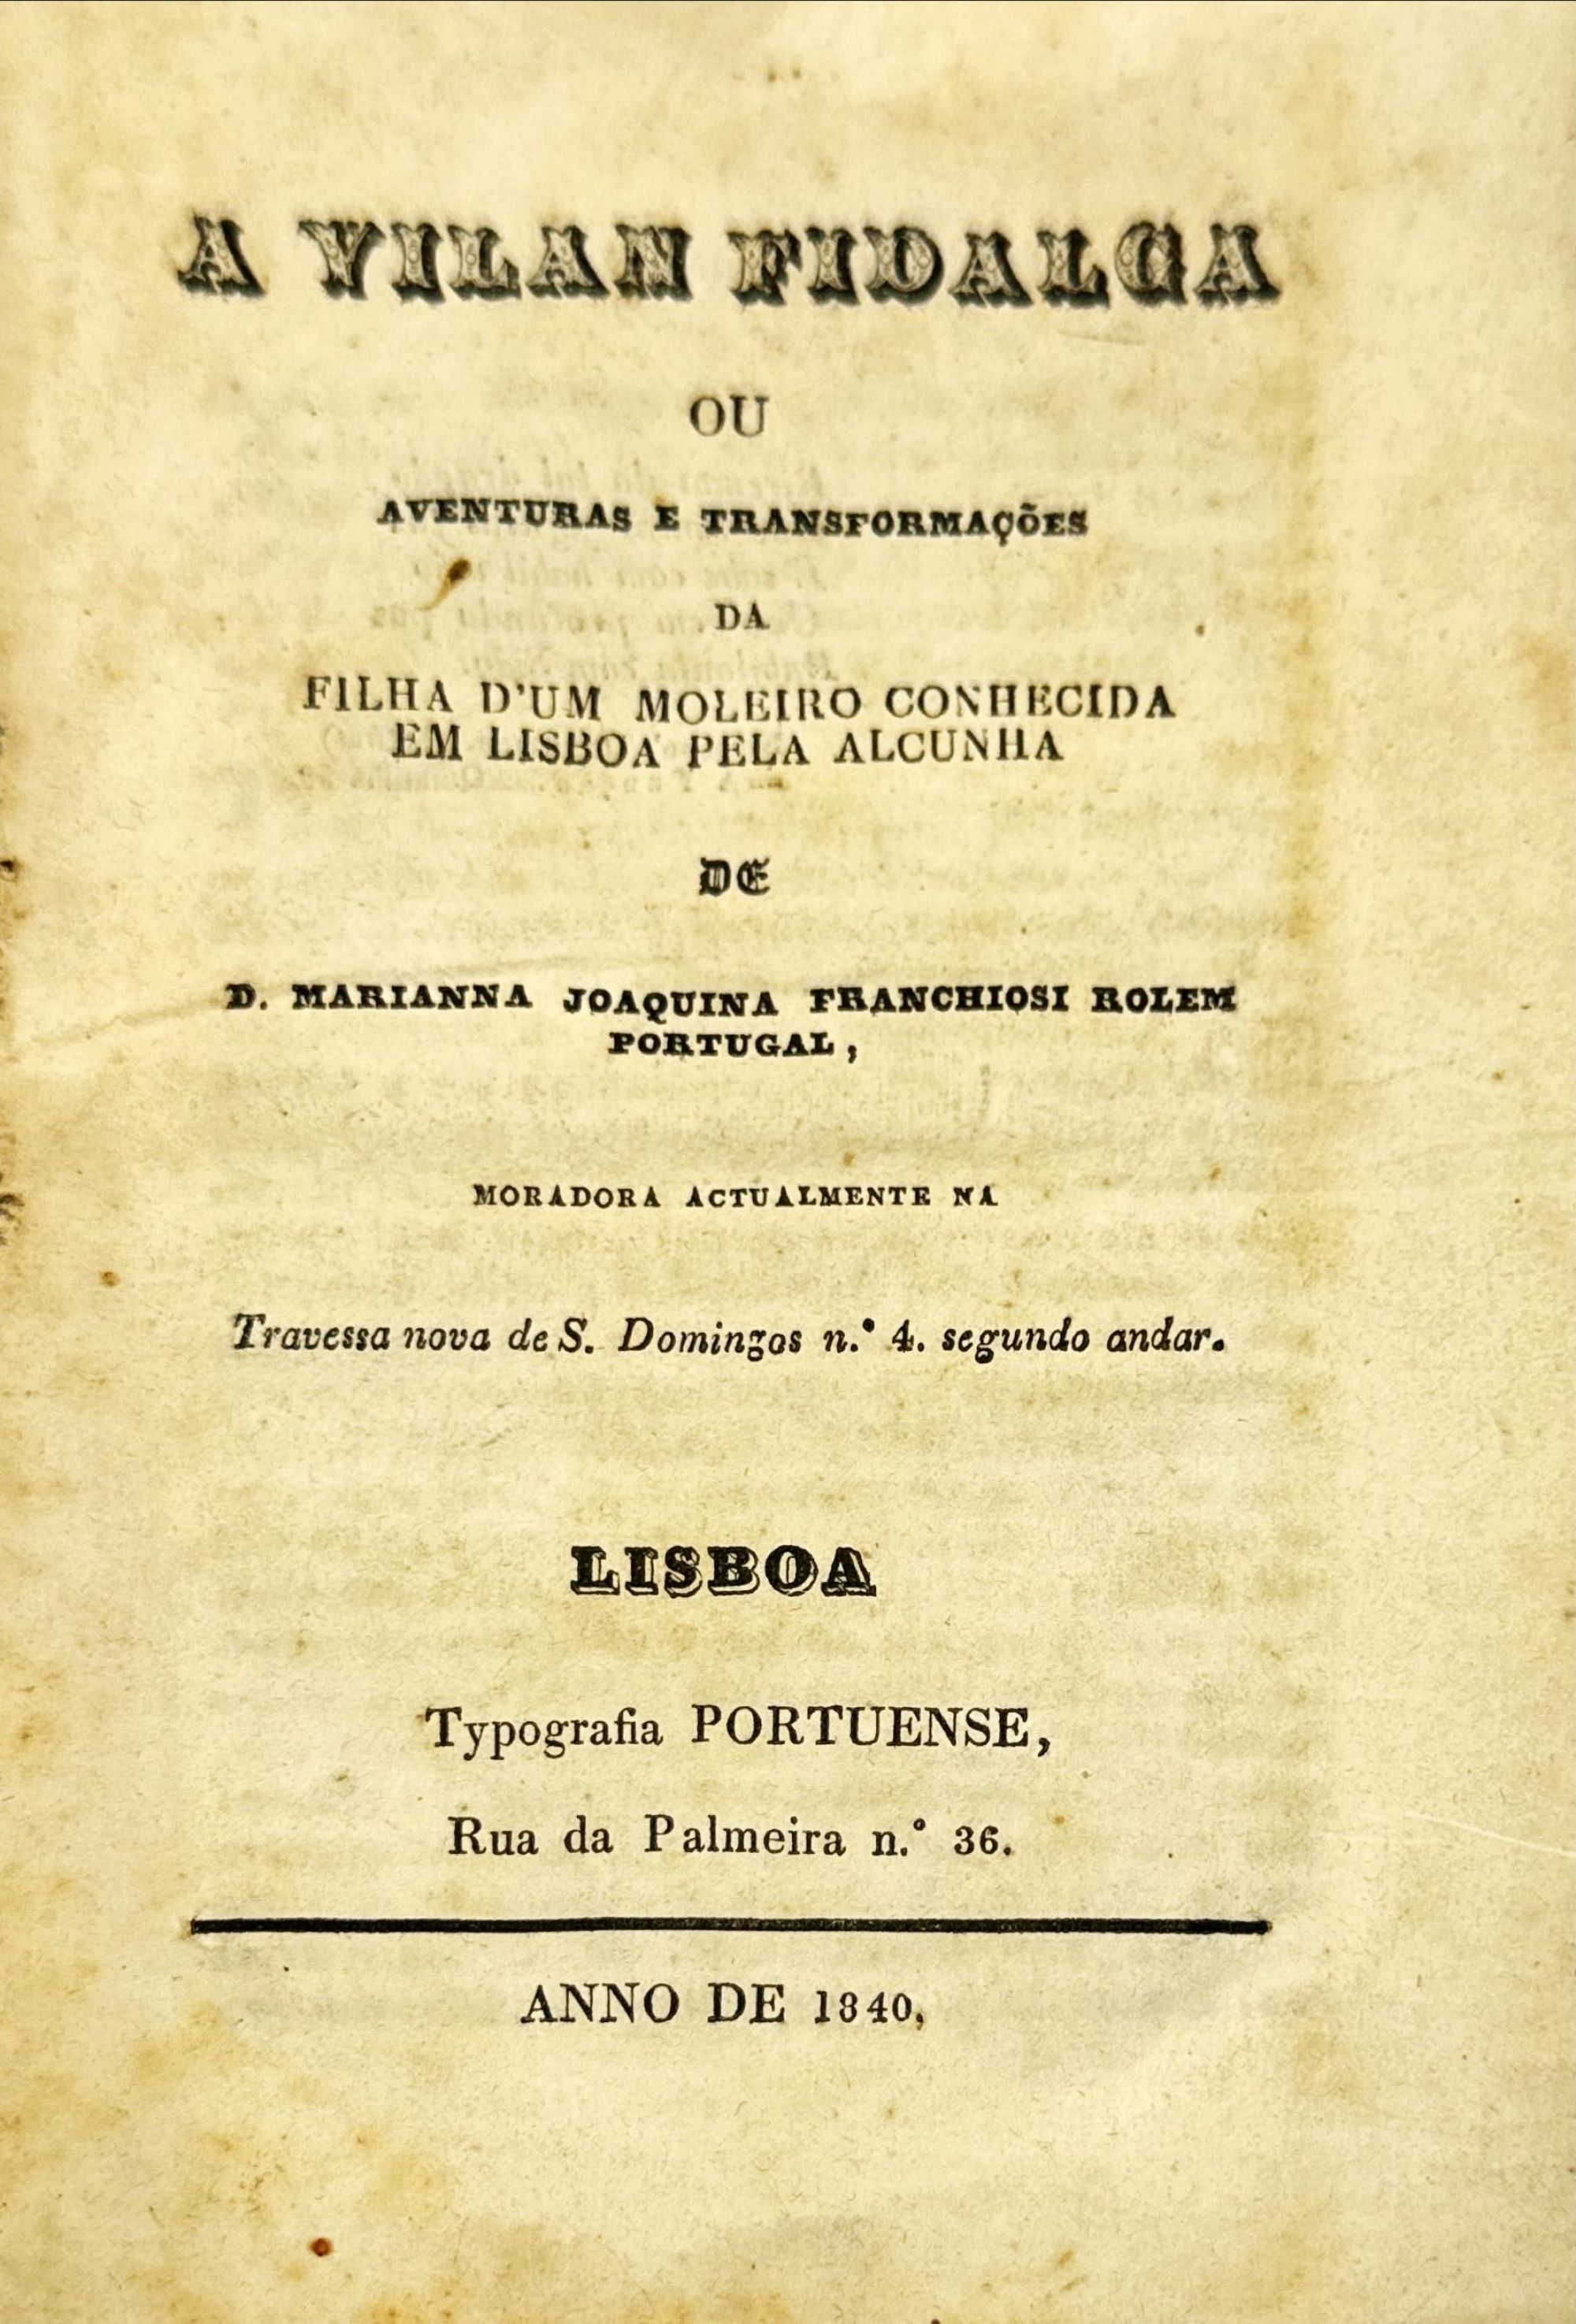 A VILAN FIDALGA
OU
AVENTURAS E TRANSFORMAÇÕES
DA
FILHA D'UM MOLEIRO CONHECIDA
EM LISBOA PELA ALCUNHA
DE
D. MARIANNA JOAQUINA FRANCHIOSI ROLEM
PORTUGAL,
MORADORA ACTUALMENTE NA
Travessa nova de S. Domingos n.º 4. segundo andar.
LISBOA
Typografia PORTUENSE,
Rua da Palmeira n.º 36.
ANNO DE 1840,